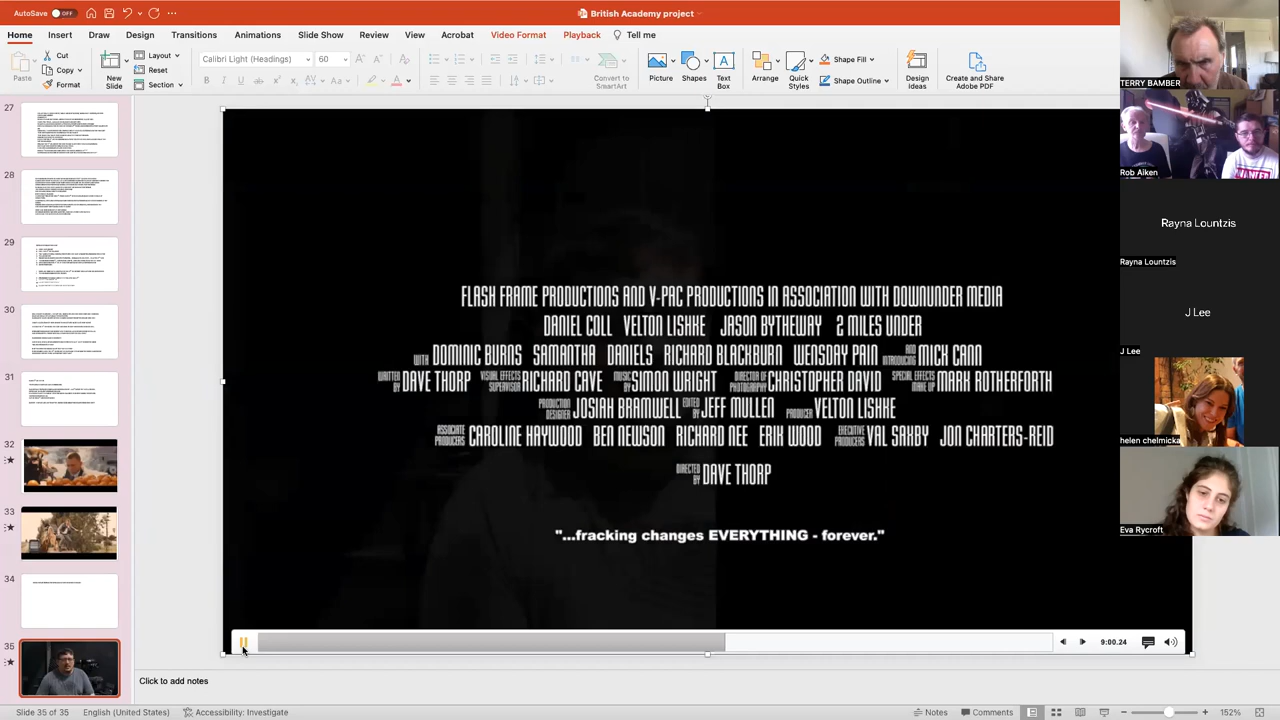 AutoSave OFF
British Academy project
Home Insert Draw Design Transitions Animations Slide Show Review View Acrobat Video Format Playback Tell me
Paste
Cut
Copy
Format
New Slide
Layout
Reset
Section
Calibri Light (Headings) 60
Convert to SmartArt
Picture
Shapes
Text Box
Arrange
Quick Styles
Shape Fill
Shape Outline
Design Ideas
Create and Share Adobe PDF
27
28
29
30
32
33
34
35
FLASH FRAME PRODUCTIONS AND V-PAC PRODUCTIONS IN ASSOCIATION WITH DOWNUNDER MEDIA
DANIEL COLL VELTON LISHKE JASON BYTHEWAY 2 MILES UNDER
WITH DOMINIC BURNS SAMANTHA DANIELS RICHARD BLACKBURN WENSDAY PAIN AND INTRODUCING MICK CANN
WRITTEN BY DAVE THORP VISUAL EFFECTS SUPERVISOR RICHARD CAVE MUSIC SIMON WRIGHT DIRECTOR OF PHOTOGRAPHY CHRISTOPHER DAVID SPECIAL EFFECTS MAKE UP MARK ROTHERFORTH
PRODUCTION DESIGNER JOSIAH BRAMWELL EDITED BY JEFF MULLEN PRODUCER VELTON LISHKE
ASSOCIATE PRODUCERS CAROLINE HAYWOOD BEN NEWSON RICHARD NEE ERIK WOOD EXECUTIVE PRODUCERS VAL SAXBY JON CHARTERS-REID
DIRECTED BY DAVE THORP
"...fracking changes EVERYTHING - forever."
9:00.24
Click to add notes
Slide 35 of 35 English (United States) Accessibility: Investigate
Notes Comments 152%
TERRY BAMBER
Rob Aiken
Rayna Lountzis
Rayna Lountzis
J Lee
J Lee
helen chelmicka
Eva Rycroft